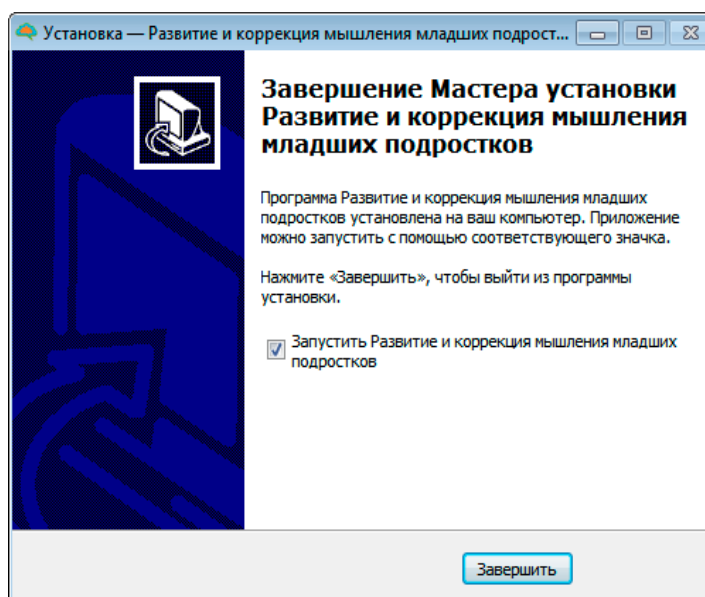 Установка — Развитие и коррекция мышления младших подрост...
Завершение Мастера установки
Развитие и коррекция мышления
младших подростков
Программа Развитие и коррекция мышления младших
подростков установлена на ваш компьютер. Приложение
можно запустить с помощью соответствующего значка.
Нажмите «Завершить», чтобы выйти из программы
установки.
Запустить Развитие и коррекция мышления младших
подростков
Завершить